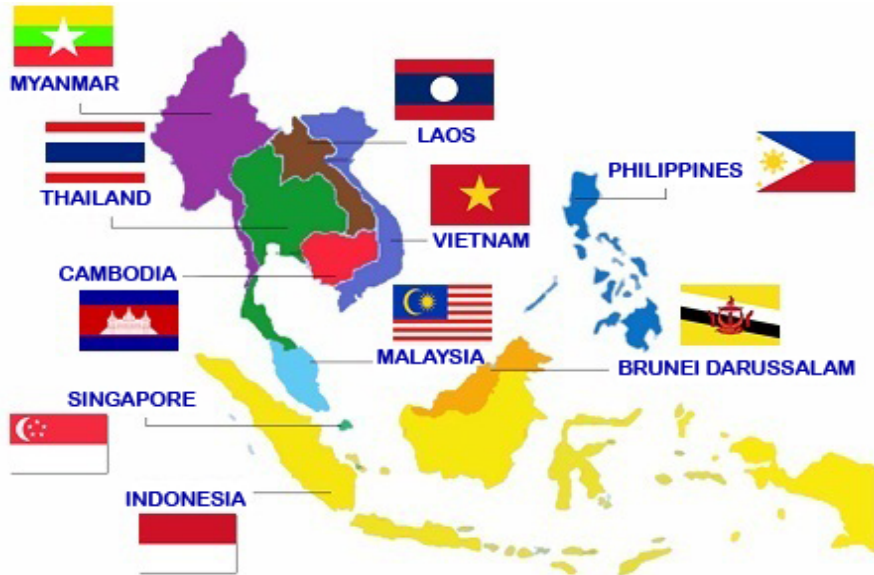 MYANMAR
LAOS
THAILAND
PHILIPPINES
VIETNAM
CAMBODIA
MALAYSIA
BRUNEI DARUSSALAM
SINGAPORE
INDONESIA